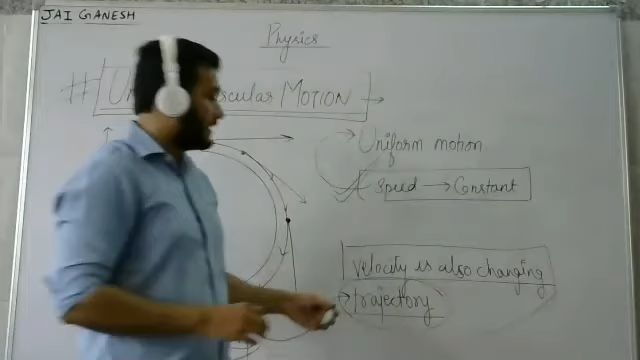 JAI GANESH
Physics
# MOTION →
→ Uniform motion
Speed → Constant
Velocity is also changing
→ trajectory